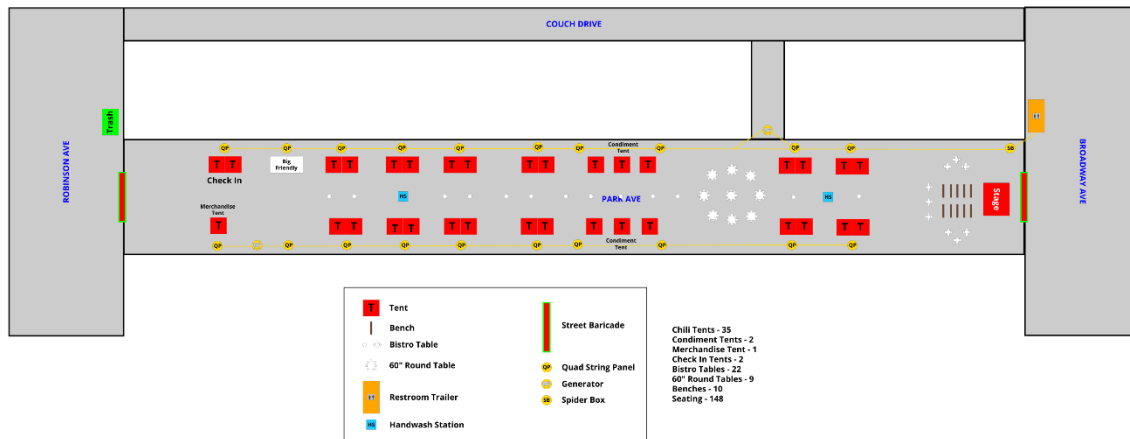 COUCH DRIVE
ROBINSON AVE
BROADWAY AVE
Trash
QP QP QP QP QP QP QP QP QP QP SB
Condiment
Tent
T T
Big
Friendly
T T T T T T T T T T T T T T T
Check In
HS
PARK AVE
HS
Stage
Merchandise
Tent
T
T T T T T T T T T T T T T T T
Condiment
Tent
QP QP QP QP QP QP QP QP QP
T Tent
Bench
Bistro Table
60" Round Table
Restroom Trailer
HS Handwash Station
Street Baricade
QP Quad String Panel
Generator
SB Spider Box
Chili Tents - 35
Condiment Tents - 2
Merchandise Tent - 1
Check In Tents - 2
Bistro Tables - 22
60" Round Tables - 9
Benches - 10
Seating - 148